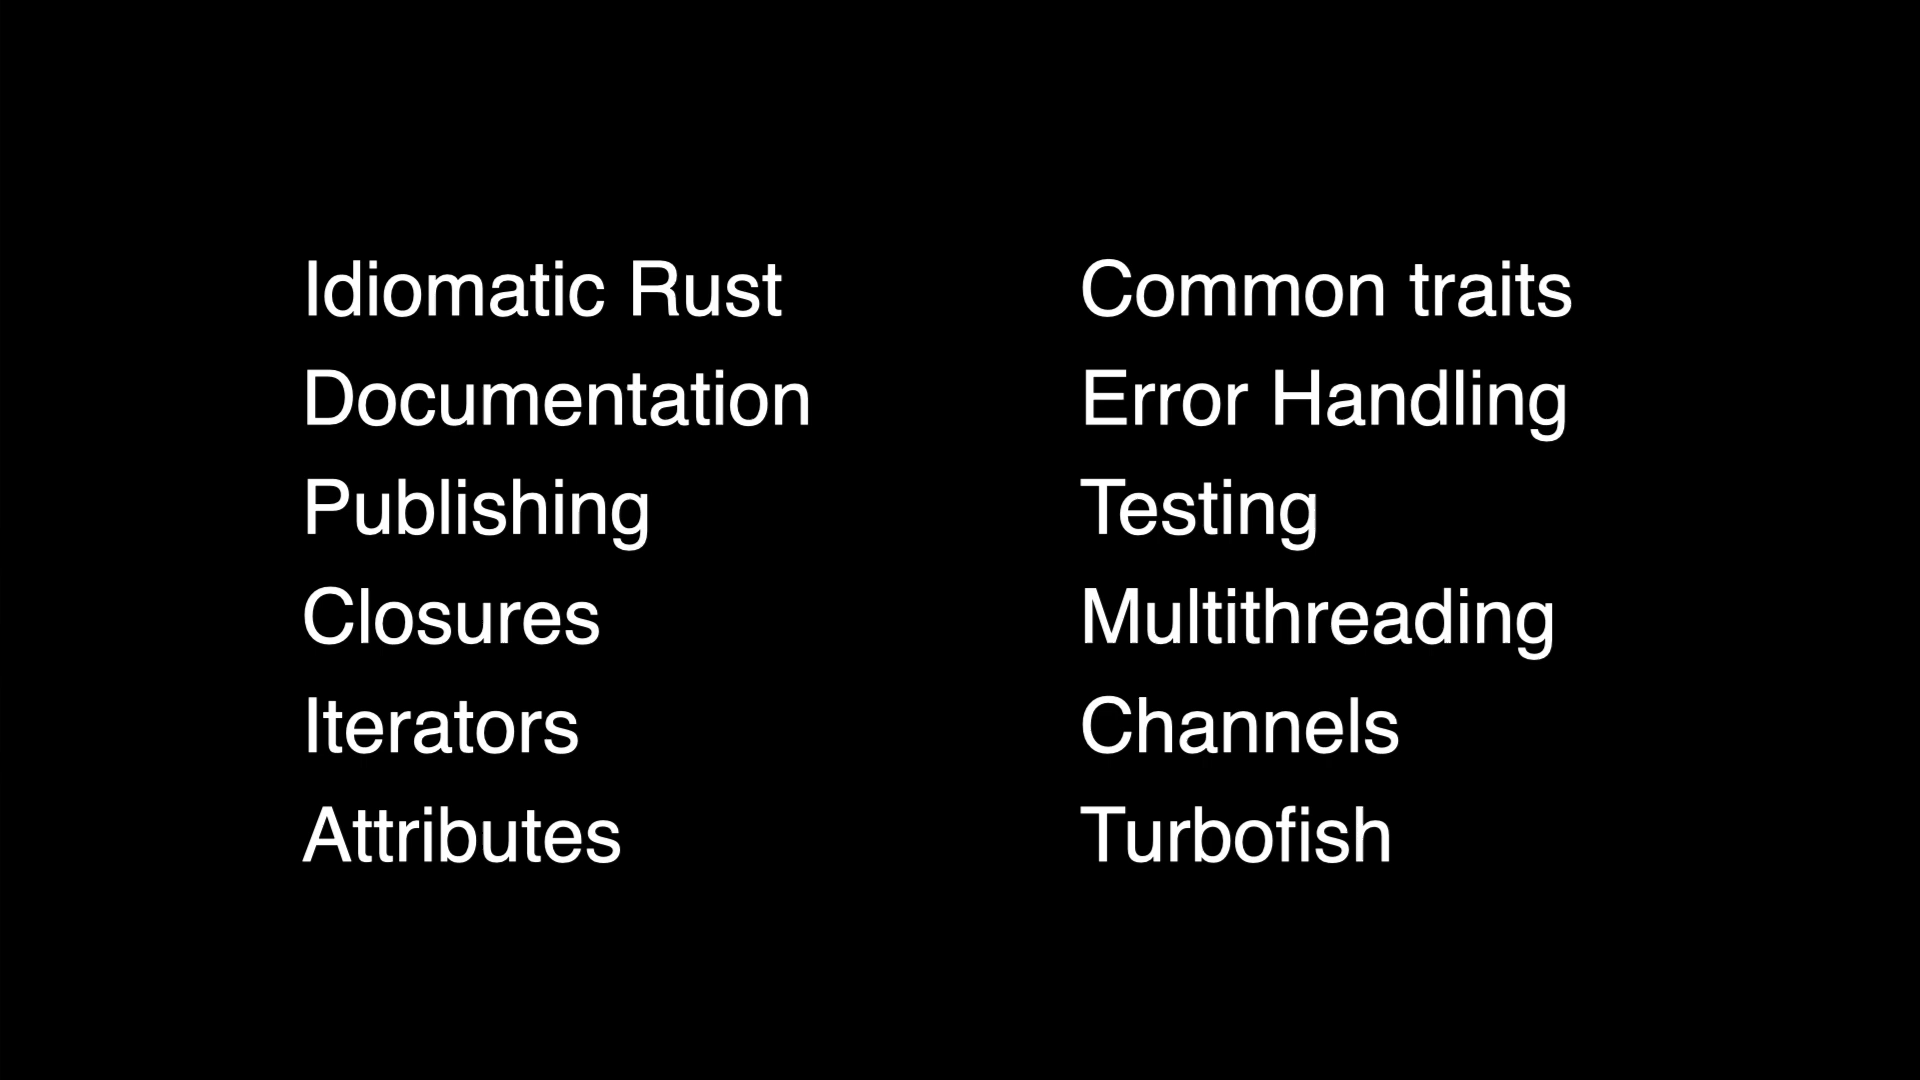 Idiomatic Rust
Documentation
Publishing
Closures
Iterators
Attributes
Common traits
Error Handling
Testing
Multithreading
Channels
Turbofish